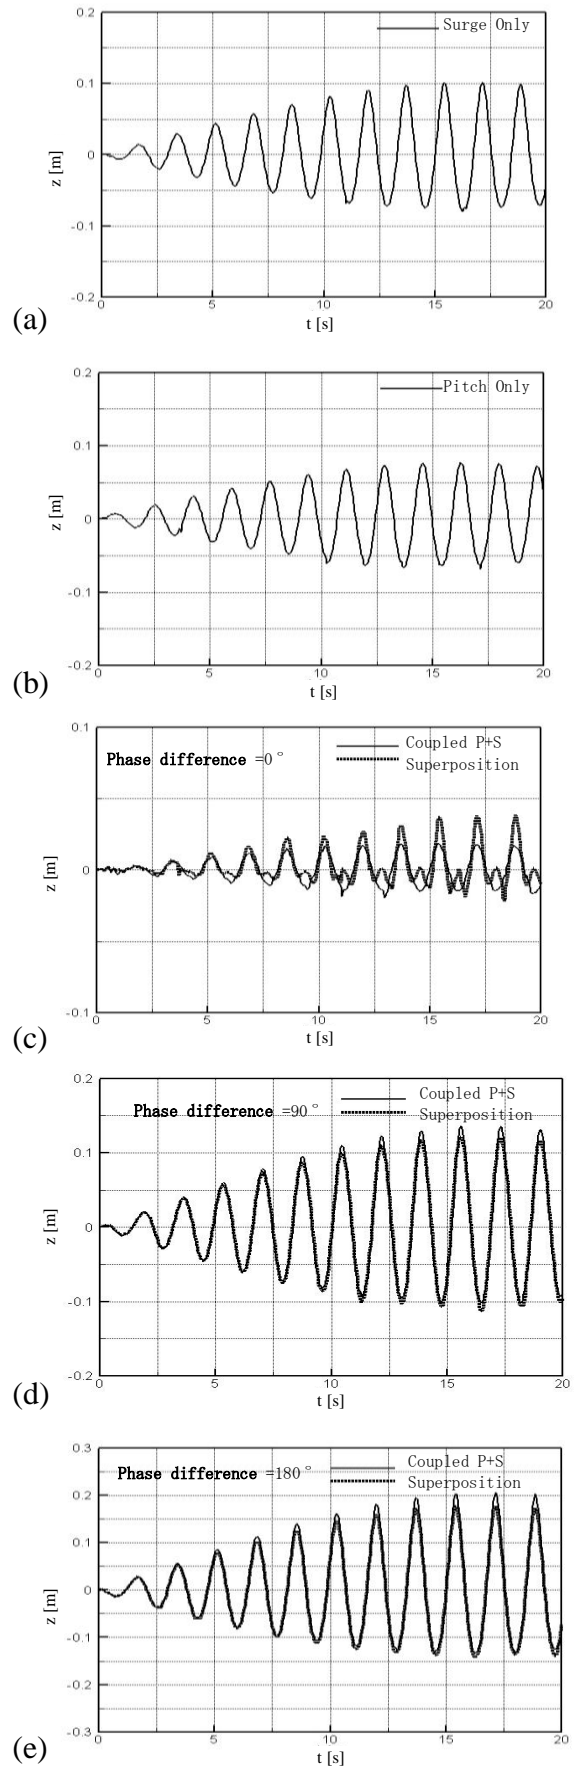 0.2
Surge Only
0.1
z [m]
0
-0.1
-0.2
0 5 10 15 20
t [s]
(a)
0.2
Pitch Only
0.1
z [m]
0
-0.1
-0.2
0 5 10 15 20
t [s]
(b)
0.1
Phase difference =0°
Coupled P+S
Superposition
z [m]
0
-0.1
0 5 10 15 20
t [s]
(c)
0.2
Phase difference =90°
Coupled P+S
Superposition
0.1
z [m]
0
-0.1
-0.2
0 5 10 15 20
t [s]
(d)
0.3
Phase difference =180°
Coupled P+S
Superposition
0.2
0.1
z [m]
0
-0.1
-0.2
-0.3
0 5 10 15 20
t [s]
(e)